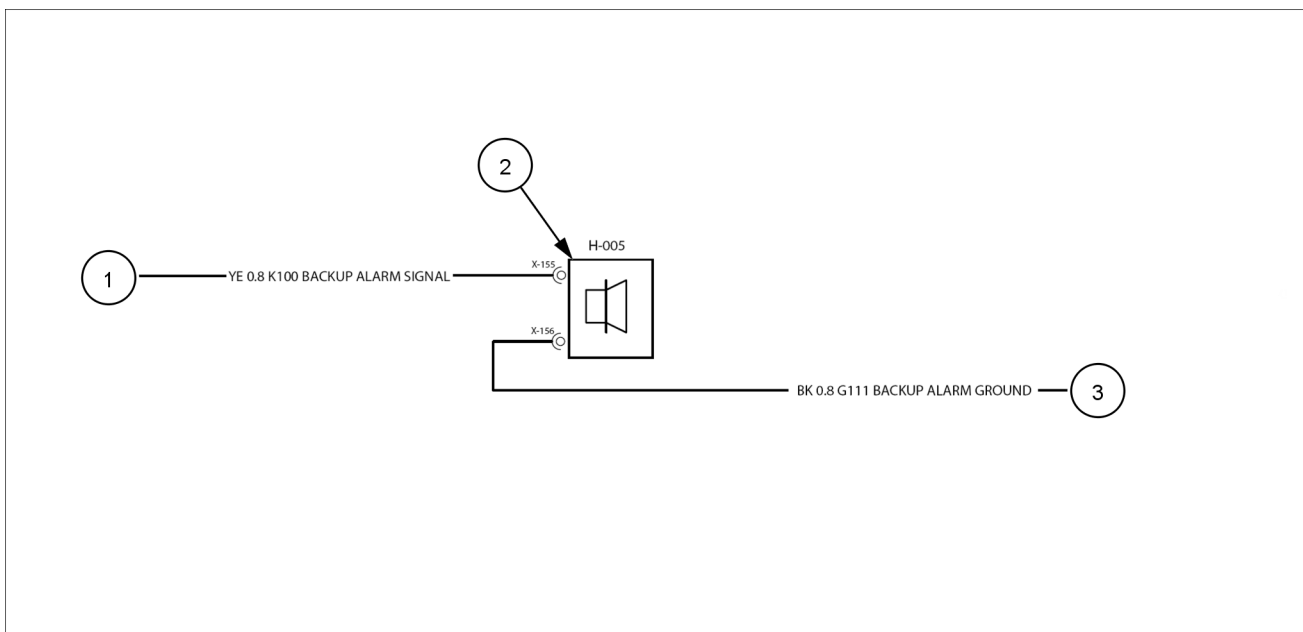 2
H-005
X-155
1
YE 0.8 K100 BACKUP ALARM SIGNAL
X-156
BK 0.8 G111 BACKUP ALARM GROUND
3